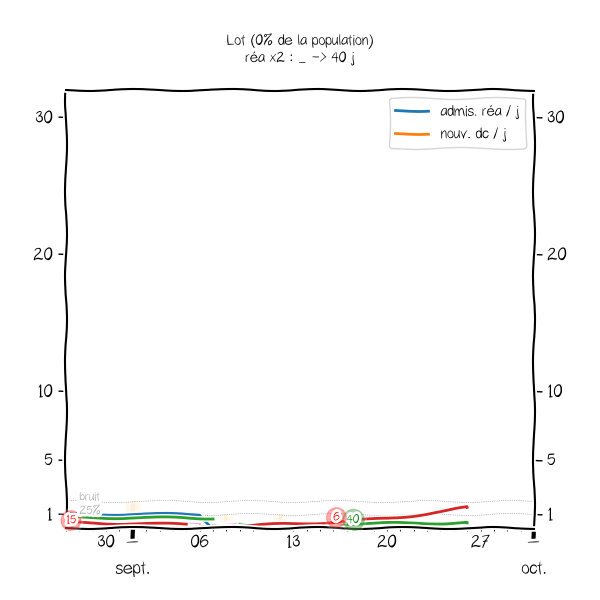 Lot (0% de la population)
réa x2 : _ -> 40 j
admis. réa / j
nouv. dc / j
30 30
20 20
10 10
5 5
_ bruit
25%
1 1
15 6 40
30 06 13 20 27
sept. oct.